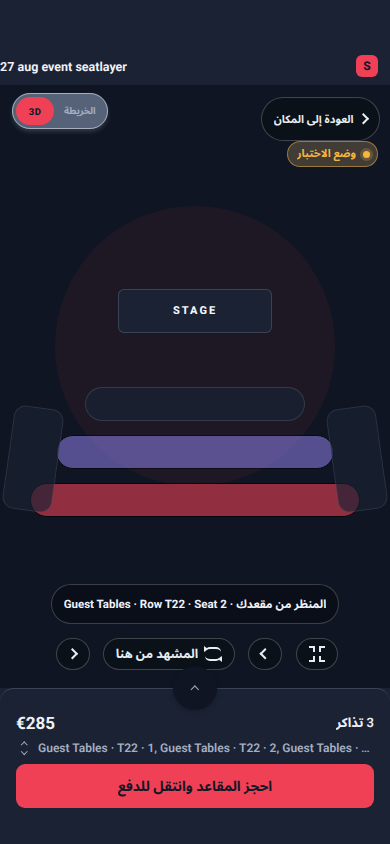 27 aug event seatlayer
S
العودة إلى المكان
الخريطة
3D
وضع الاختبار
STAGE
Guest Tables · Row T22 · Seat 2 · المنظر من مقعدك
المشهد من هنا
3 تذاكر
€285
Guest Tables · T22 · 1, Guest Tables · T22 · 2, Guest Tables · ...
احجز المقاعد وانتقل للدفع